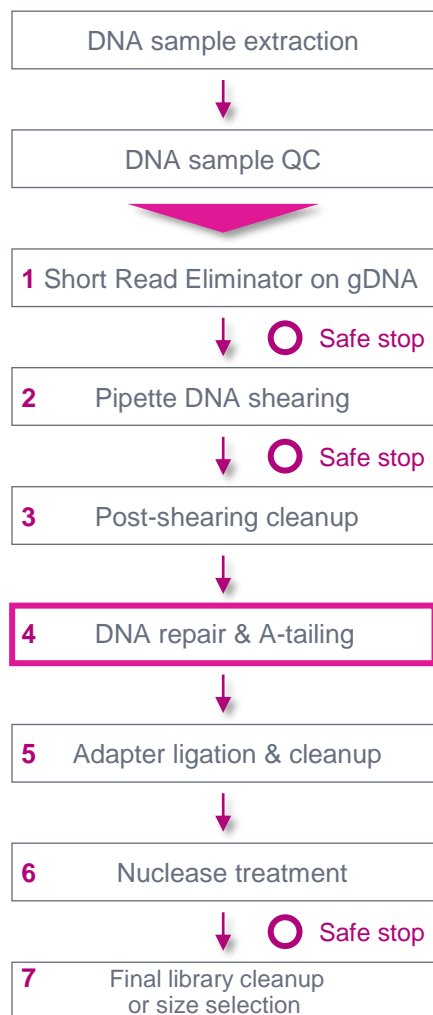 DNA sample extraction
DNA sample QC
1 Short Read Eliminator on gDNA
Safe stop
2 Pipette DNA shearing
Safe stop
3 Post-shearing cleanup
4 DNA repair & A-tailing
5 Adapter ligation & cleanup
6 Nuclease treatment
Safe stop
7 Final library cleanup
or size selection